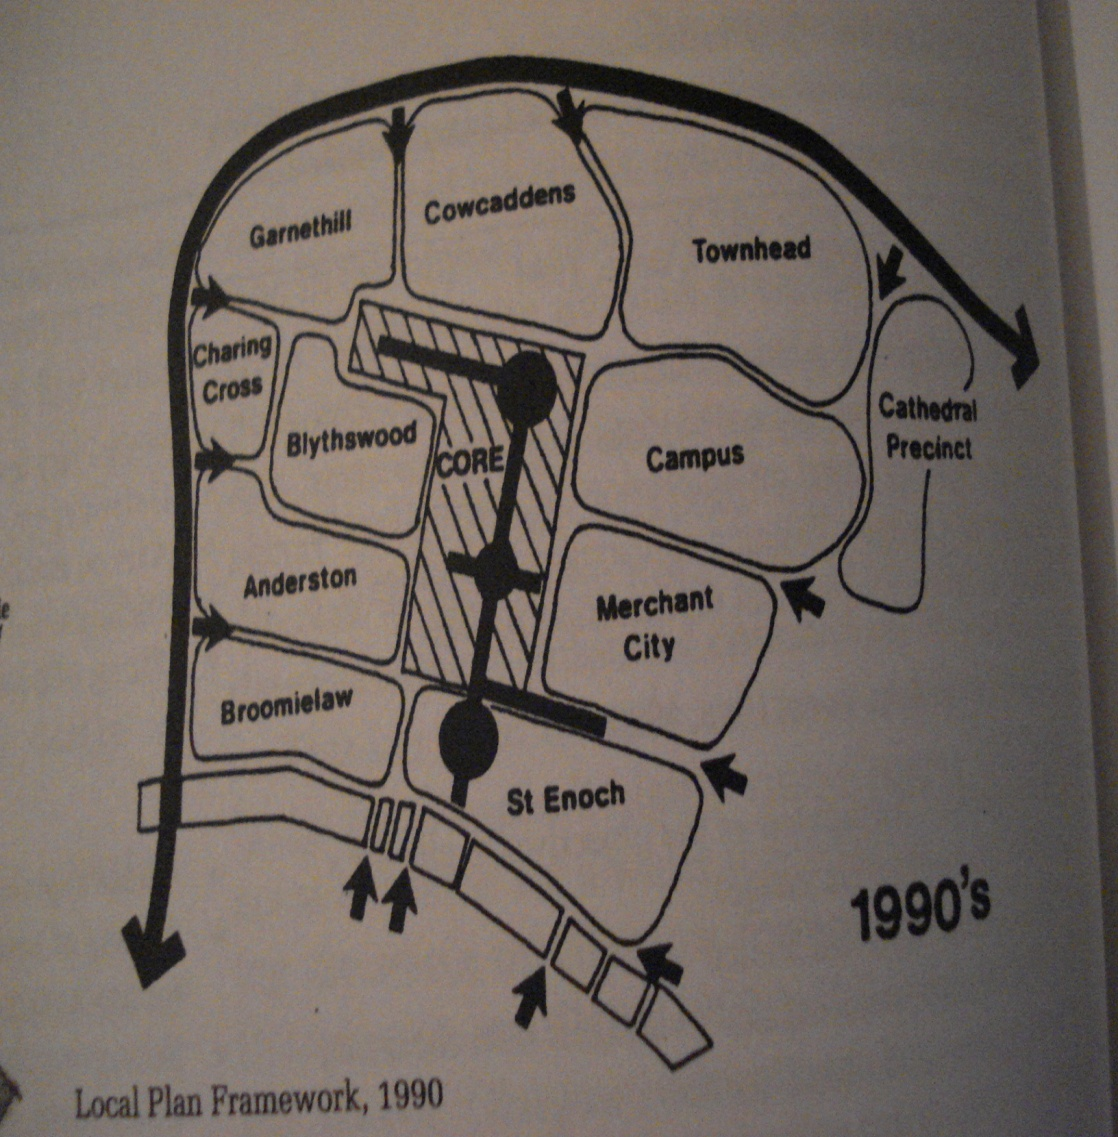 Garnethill
Cowcaddens
Townhead
Charing
Cross
Blythswood
CORE
Campus
Cathedral
Precinct
Anderston
Merchant
City
Broomielaw
St Enoch
1990's
Local Plan Framework, 1990